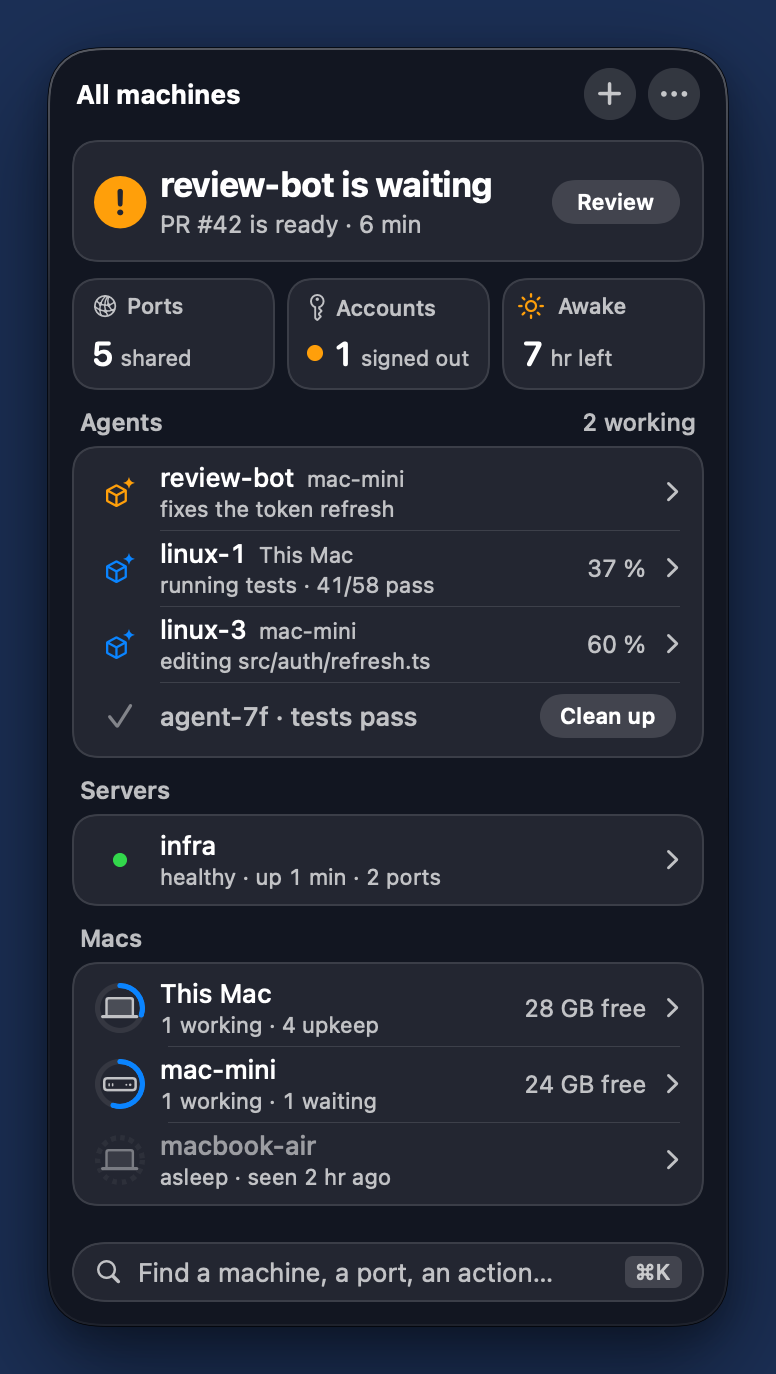 All machines
review-bot is waiting
PR #42 is ready · 6 min
Review
Ports
5 shared
Accounts
1 signed out
Awake
7 hr left
Agents
2 working
review-bot mac-mini
fixes the token refresh
linux-1 This Mac
running tests · 41/58 pass
37 %
linux-3 mac-mini
editing src/auth/refresh.ts
60 %
agent-7f · tests pass
Clean up
Servers
infra
healthy · up 1 min · 2 ports
Macs
This Mac
1 working · 4 upkeep
28 GB free
mac-mini
1 working · 1 waiting
24 GB free
macbook-air
asleep · seen 2 hr ago
Find a machine, a port, an action...
⌘K